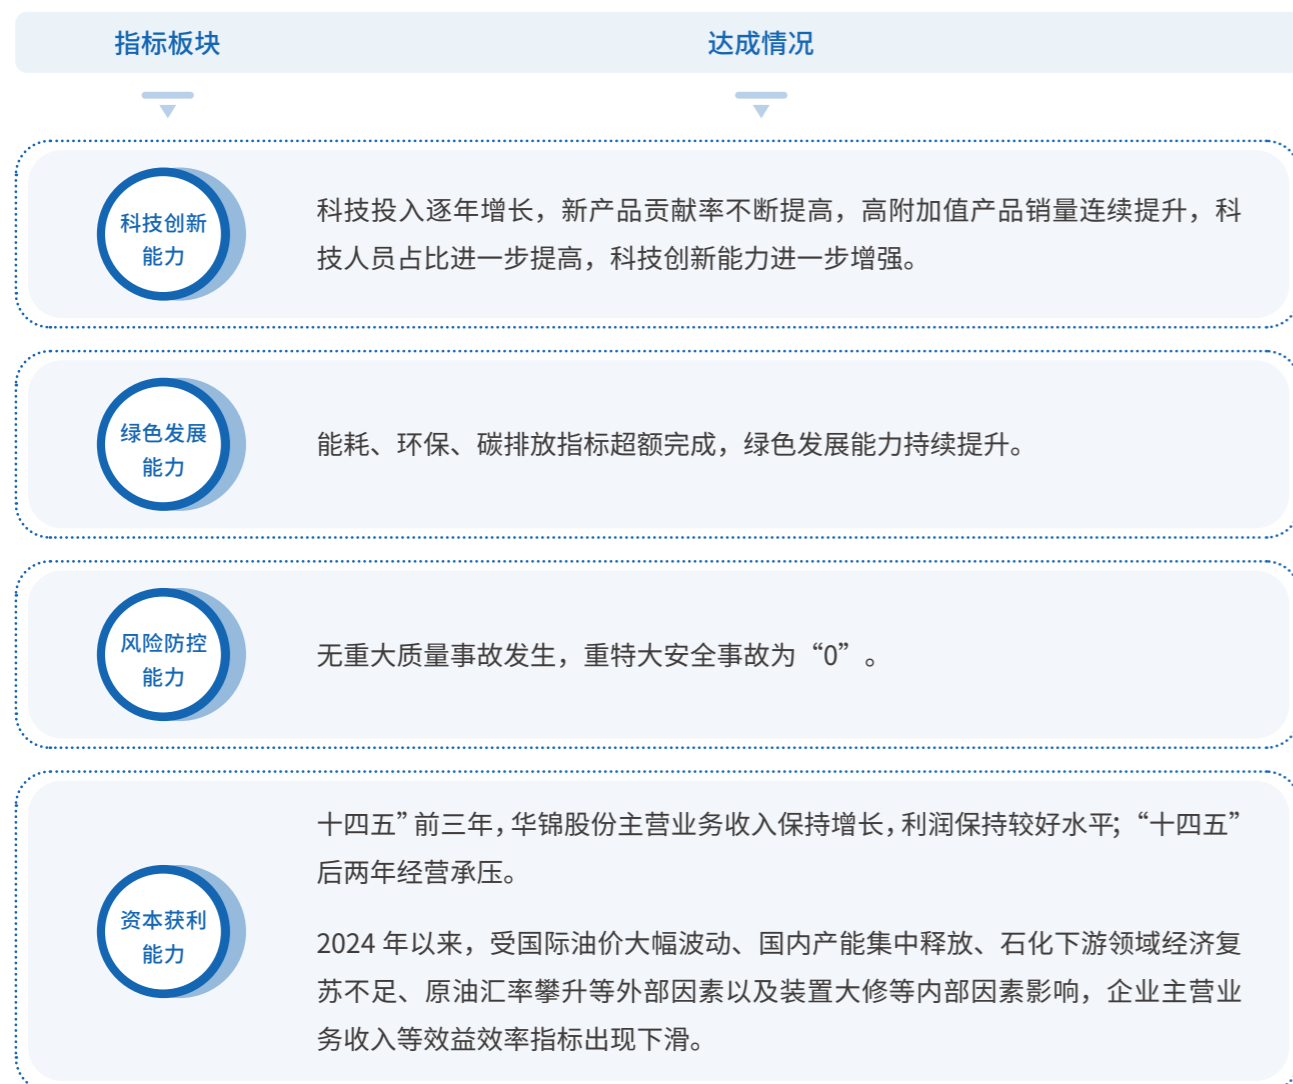 指标板块
达成情况
科技创新
能力
科技投入逐年增长，新产品贡献率不断提高，高附加值产品销量连续提升，科
技人员占比进一步提高，科技创新能力进一步增强。
绿色发展
能力
能耗、环保、碳排放指标超额完成，绿色发展能力持续提升。
风险防控
能力
无重大质量事故发生，重特大安全事故为“0”。
资本获利
能力
十四五”前三年，华锦股份主营业务收入保持增长，利润保持较好水平；“十四五”
后两年经营承压。
2024 年以来，受国际油价大幅波动、国内产能集中释放、石化下游领域经济复
苏不足、原油汇率攀升等外部因素以及装置大修等内部因素影响，企业主营业
务收入等效益效率指标出现下滑。